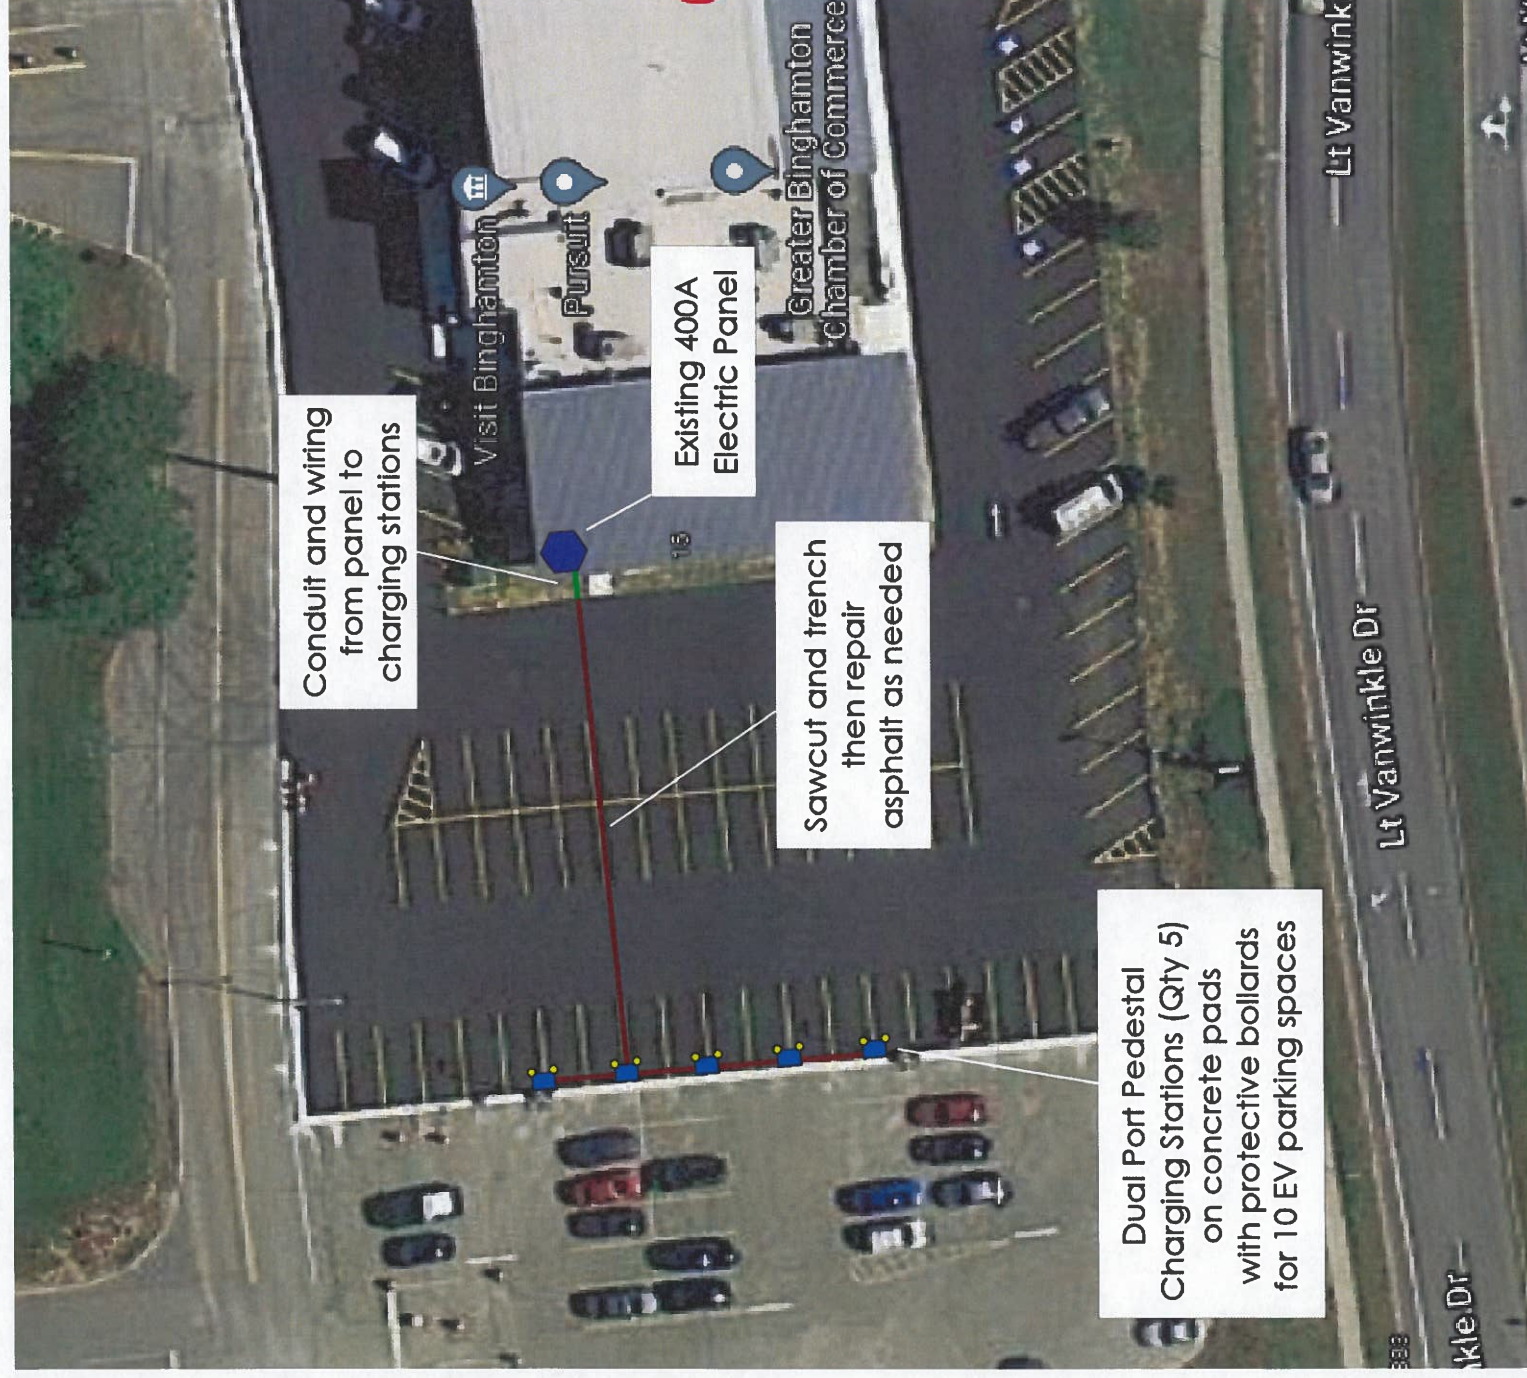 Conduit and wiring
from panel to
charging stations
Visit Binghamton
Pursuit
Greater Binghamton
Chamber of Commerce
Existing 400A
Electric Panel
15
Sawcut and trench
then repair
asphalt as needed
Dual Port Pedestal
Charging Stations (Qty 5)
on concrete pads
with protective bollards
for 10 EV parking spaces
Lt Vanwink
Lt Vanwinkle Dr
nkle Dr